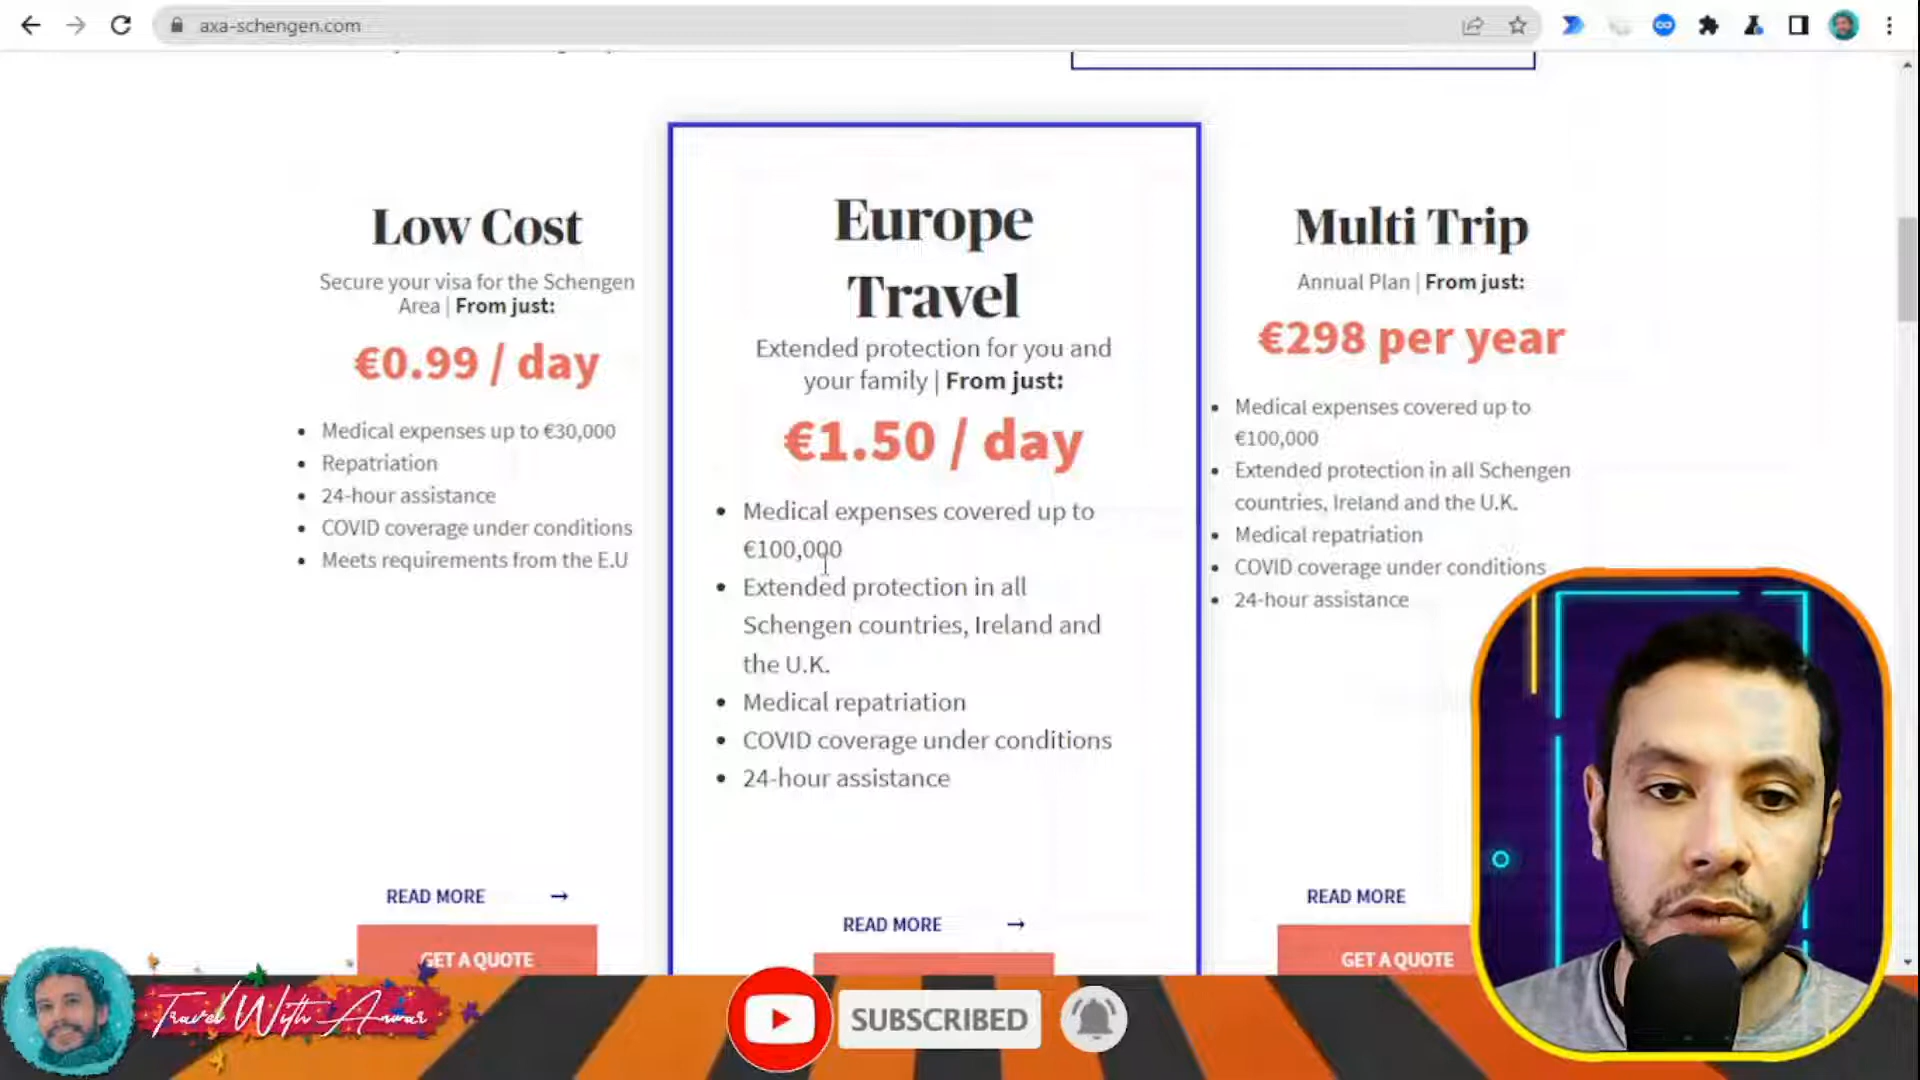 axa-schengen.com
Low Cost
Secure your visa for the Schengen
Area | From just:
€0.99 / day
• Medical expenses up to €30,000
• Repatriation
• 24-hour assistance
• COVID coverage under conditions
• Meets requirements from the E.U
READ MORE →
GET A QUOTE
Europe
Travel
Extended protection for you and
your family | From just:
€1.50 / day
• Medical expenses covered up to
€100,000
• Extended protection in all
Schengen countries, Ireland and
the U.K.
• Medical repatriation
• COVID coverage under conditions
• 24-hour assistance
READ MORE →
Multi Trip
Annual Plan | From just:
€298 per year
• Medical expenses covered up to
€100,000
• Extended protection in all Schengen
countries, Ireland and the U.K.
• Medical repatriation
• COVID coverage under conditions
• 24-hour assistance
READ MORE
GET A QUOTE
Travel With Anwar
SUBSCRIBED